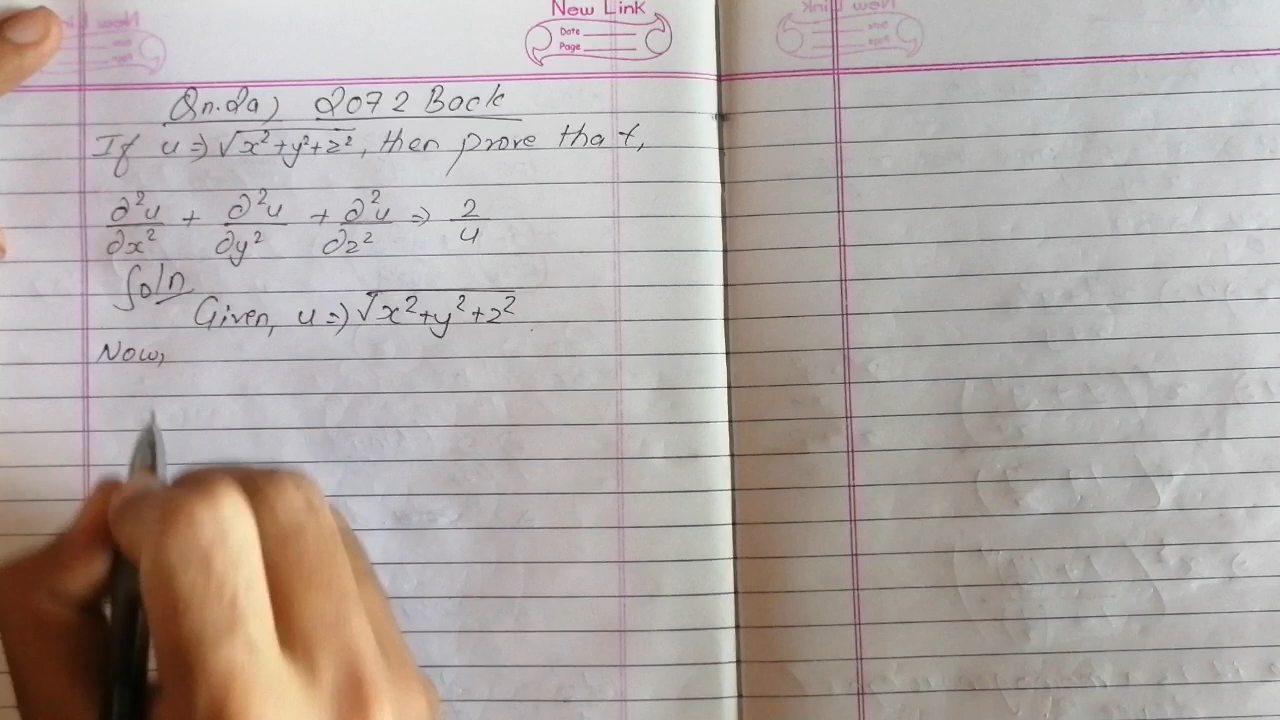 New Link
Date
Page
Qn.2a) 2072 Back
If u => √x²+y²+z², then prove that,
∂²u/∂x² + ∂²u/∂y² + ∂²u/∂z² => 2/u
Soln
Given, u => √x²+y²+z²
Now,